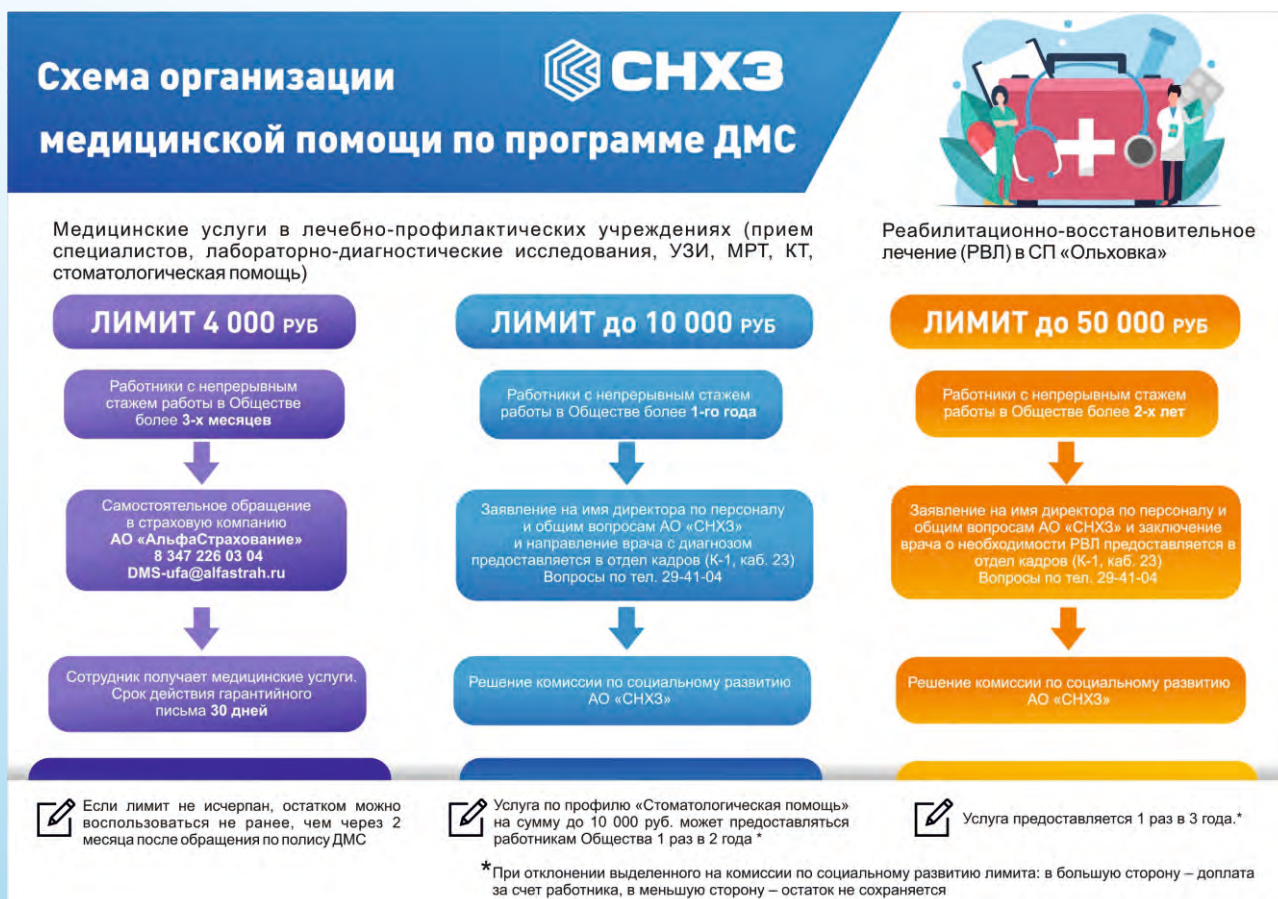 Схема организации
СНХЗ
медицинской помощи по программе ДМС
Медицинские услуги в лечебно-профилактических учреждениях (прием
специалистов, лабораторно-диагностические исследования, УЗИ, МРТ, КТ,
стоматологическая помощь)
Реабилитационно-восстановительное
лечение (РВЛ) в СП «Ольховка»
ЛИМИТ 4 000 РУБ
Работники с непрерывным
стажем работы в Обществе
более 3-х месяцев
Самостоятельное обращение
в страховую компанию
АО «АльфаСтрахование»
8 347 226 03 04
DMS-ufa@alfastrah.ru
Сотрудник получает медицинские услуги.
Срок действия гарантийного
письма 30 дней
Если лимит не исчерпан, остатком можно
воспользоваться не ранее, чем через 2
месяца после обращения по полису ДМС
ЛИМИТ до 10 000 РУБ
Работники с непрерывным стажем
работы в Обществе более 1-го года
Заявление на имя директора по персоналу
и общим вопросам АО «СНХЗ»
и направление врача с диагнозом
предоставляется в отдел кадров (К-1, каб. 23)
Вопросы по тел. 29-41-04
Решение комиссии по социальному развитию
АО «СНХЗ»
Услуга по профилю «Стоматологическая помощь»
на сумму до 10 000 руб. может предоставляться
работникам Общества 1 раз в 2 года *
ЛИМИТ до 50 000 РУБ
Работники с непрерывным стажем
работы в Обществе более 2-х лет
Заявление на имя директора по персоналу и
общим вопросам АО «СНХЗ» и заключение
врача о необходимости РВЛ предоставляется в
отдел кадров (К-1, каб. 23)
Вопросы по тел. 29-41-04
Решение комиссии по социальному развитию
АО «СНХЗ»
Услуга предоставляется 1 раз в 3 года.*
* При отклонении выделенного на комиссии по социальному развитию лимита: в большую сторону – доплата
за счет работника, в меньшую сторону – остаток не сохраняется